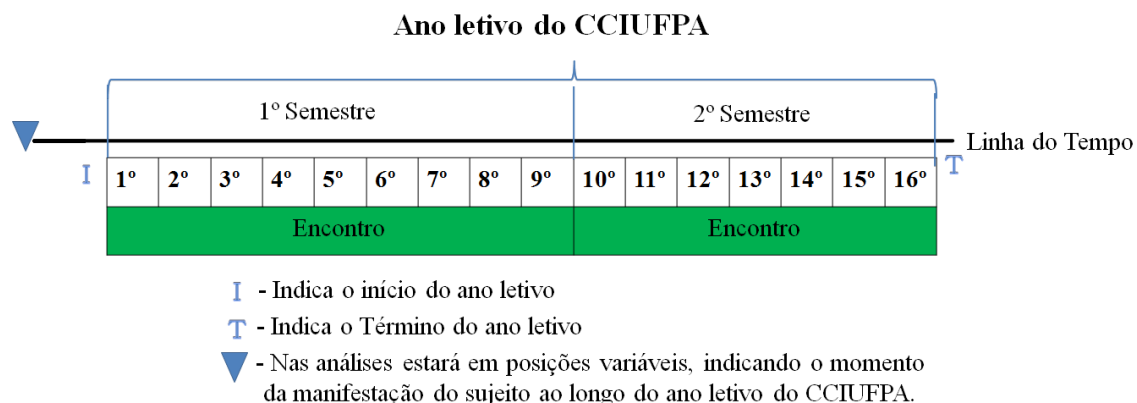 Ano letivo do CCIUFPA
1º Semestre
2º Semestre
Linha do Tempo
I
T
1º 2º 3º 4º 5º 6º 7º 8º 9º 10º 11º 12º 13º 14º 15º 16º
Encontro
Encontro
I - Indica o início do ano letivo
T - Indica o Término do ano letivo
- Nas análises estará em posições variáveis, indicando o momento
da manifestação do sujeito ao longo do ano letivo do CCIUFPA.